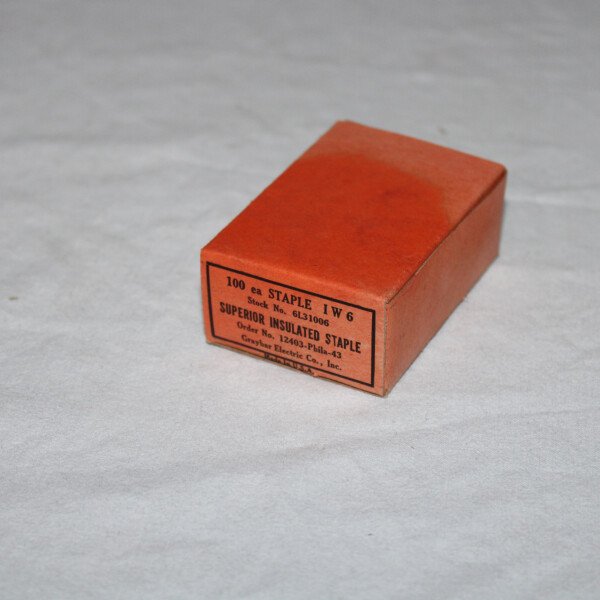 100 ea STAPLE I W 6
Stock No. 6L31006
SUPERIOR INSULATED STAPLE
Order No. 12403-Phila-43
Graybar Electric Co., Inc.